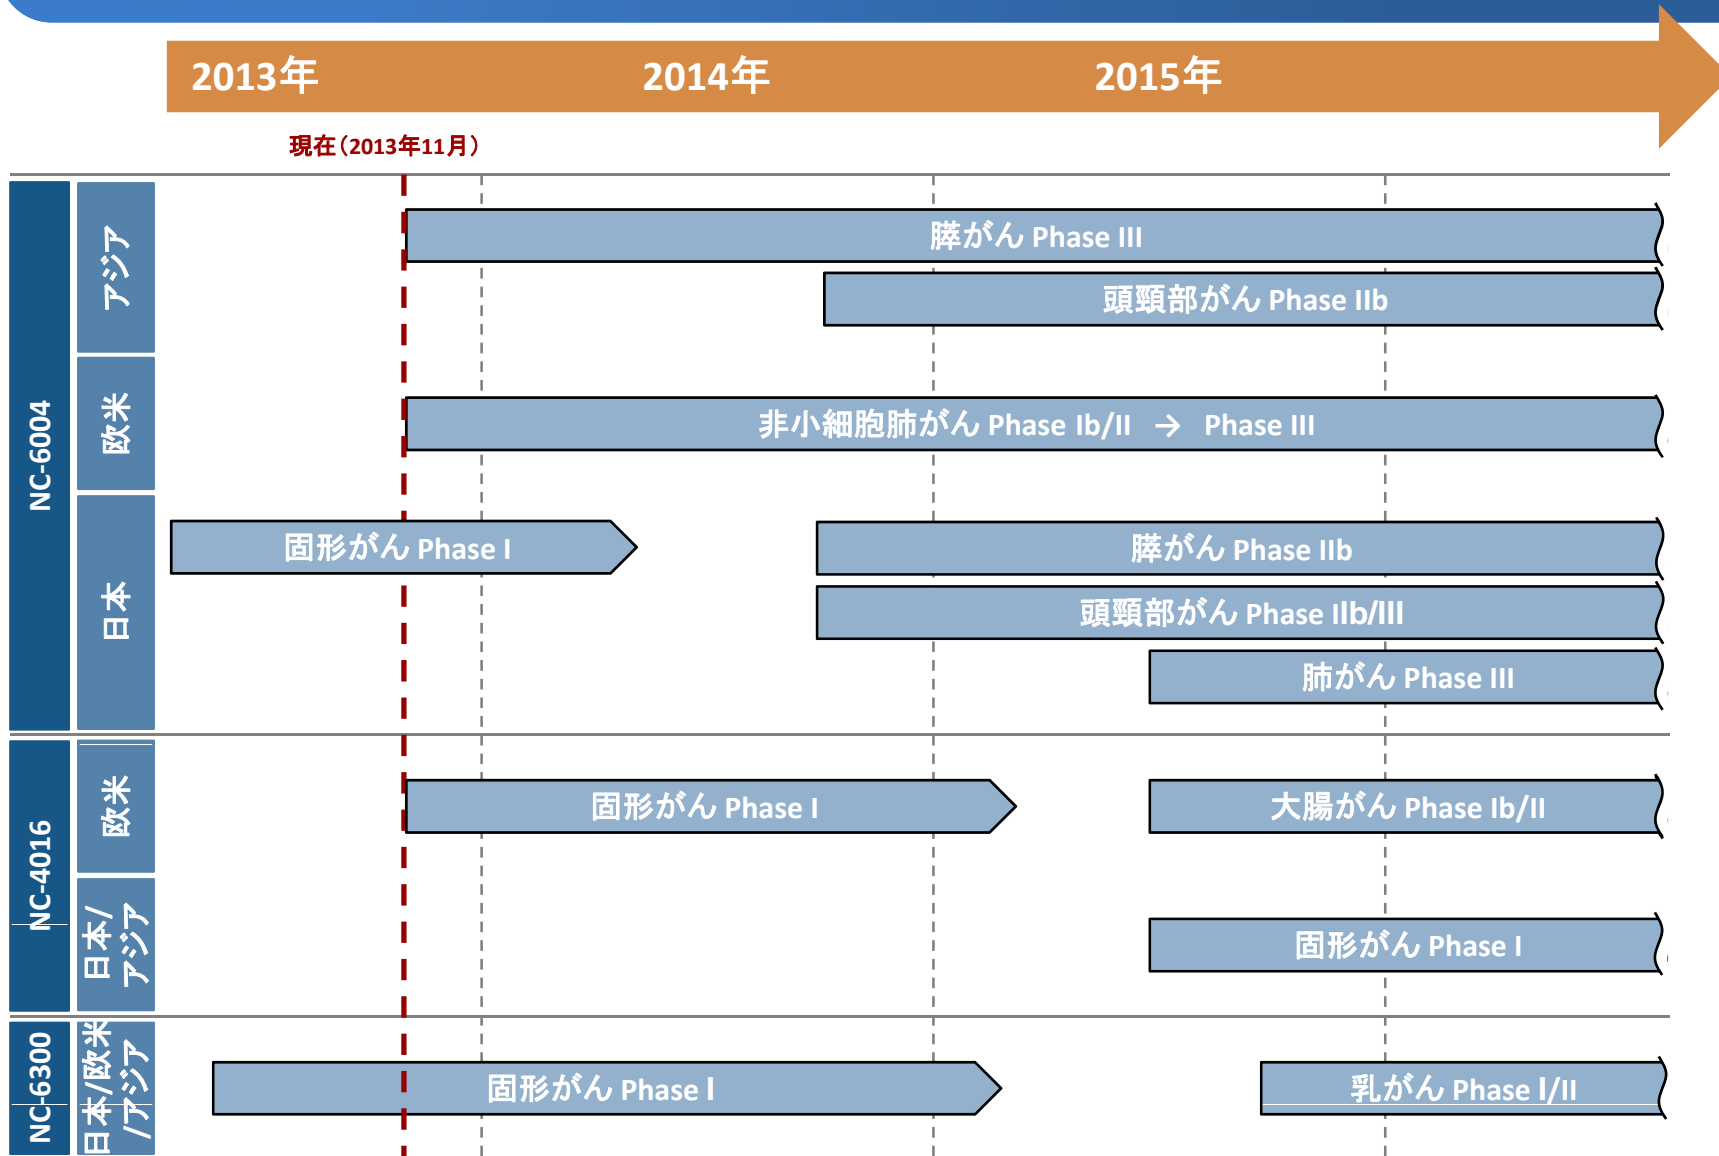 2013年
2014年
2015年
現在（2013年11月）
NC-6004
アジア
膵がん Phase III
頭頸部がん Phase IIb
欧米
非小細胞肺がん Phase Ib/II → Phase III
日本
固形がん Phase I
膵がん Phase IIb
頭頸部がん Phase IIb/III
肺がん Phase III
NC-4016
欧米
固形がん Phase I
大腸がん Phase Ib/II
日本/
アジア
固形がん Phase I
NC-6300
日本/欧米
/アジア
固形がん Phase I
乳がん Phase I/II